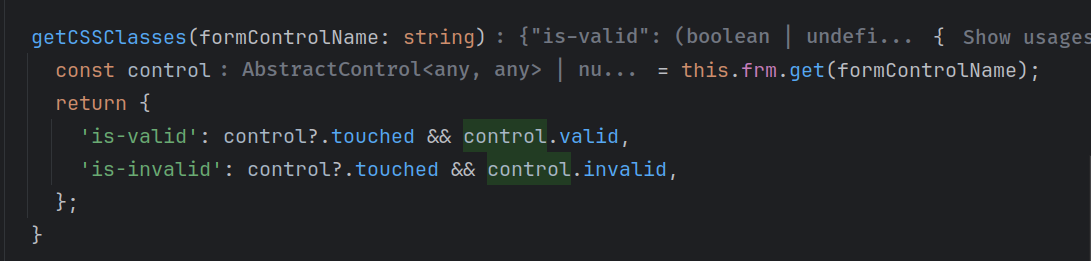 getCSSClasses(formControlName: string) : {"is-valid": (boolean | undefi... { Show usages
const control : AbstractControl<any, any> | nu... = this.frm.get(formControlName);
return {
'is-valid': control?.touched && control.valid,
'is-invalid': control?.touched && control.invalid,
};
}